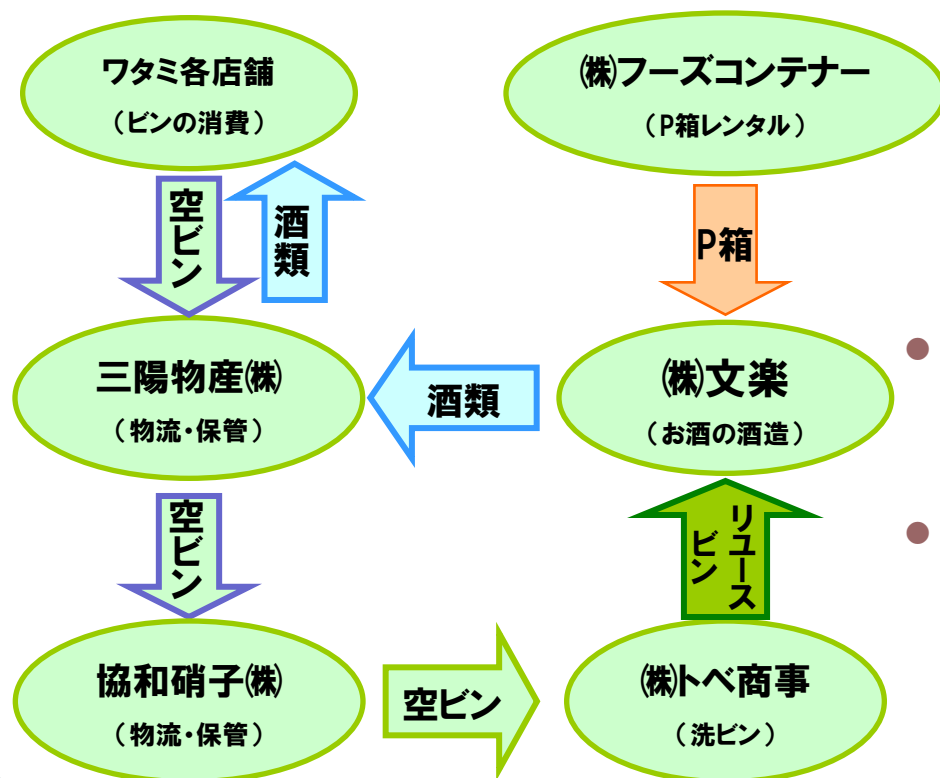 ワタミ各店舗
(ビンの消費)
㈱フーズコンテナー
(P箱レンタル)
空ビン
酒類
P箱
三陽物産㈱
(物流・保管)
酒類
㈱文楽
(お酒の酒造)
空ビン
リユース
ビン
協和硝子㈱
(物流・保管)
空ビン
㈱トベ商事
(洗ビン)